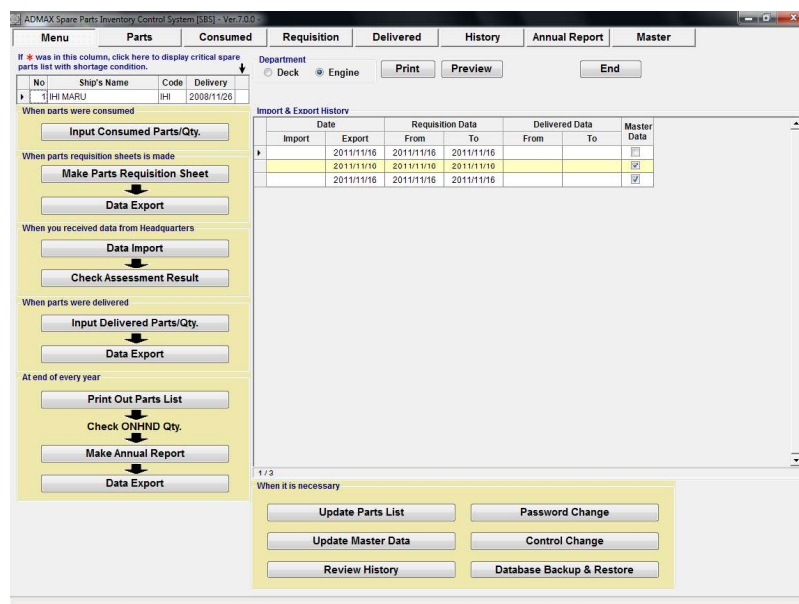 ADMAX Spare Parts Inventory Control System [SBS] - Ver.7.0.0 -
Menu Parts Consumed Requisition Delivered History Annual Report Master
If * was in this column, click here to display critical spare
parts list with shortage condition.
Department
Deck Engine Print Preview End
No Ship's Name Code Delivery
1 IHI MARU IHI 2008/11/26
When parts were consumed
Input Consumed Parts/Qty.
When parts requisition sheets is made
Make Parts Requisition Sheet
Data Export
When you received data from Headquarters
Data Import
Check Assessment Result
When parts were delivered
Input Delivered Parts/Qty.
Data Export
At end of every year
Print Out Parts List
Check ONHND Qty.
Make Annual Report
Data Export
Import & Export History
Date Requisition Data Delivered Data Master
Import Export From To From To Data
2011/11/16 2011/11/16 2011/11/16
2011/11/10 2011/11/10 2011/11/10
2011/11/16 2011/11/16 2011/11/16
1 / 3
When it is necessary
Update Parts List Password Change
Update Master Data Control Change
Review History Database Backup & Restore